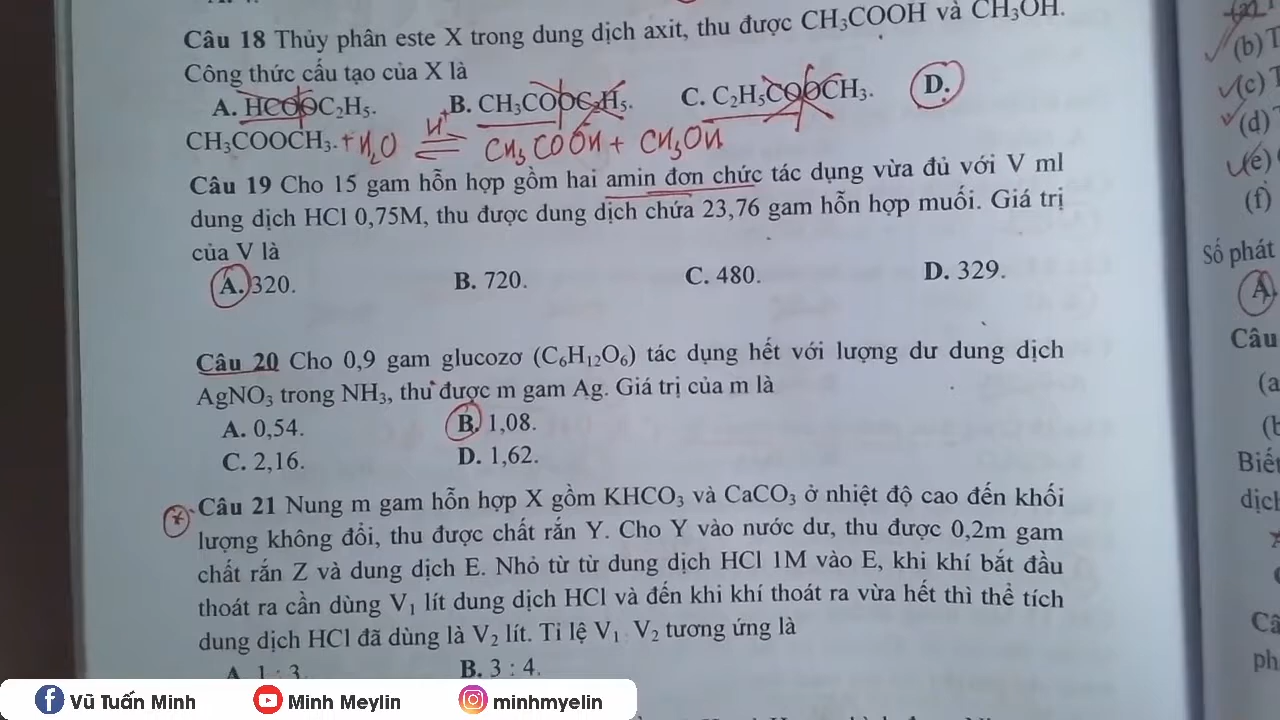 Câu 18 Thủy phân este X trong dung dịch axit, thu được CH₃COOH và CH₃OH.
Công thức cấu tạo của X là
A. HCOOC₂H₅. B. CH₃COOC₂H₅. C. C₂H₅COOCH₃. D.
CH₃COOCH₃. + H₂O ⇌ CH₃COOH + CH₃OH
H⁺
Câu 19 Cho 15 gam hỗn hợp gồm hai amin đơn chức tác dụng vừa đủ với V ml
dung dịch HCl 0,75M, thu được dung dịch chứa 23,76 gam hỗn hợp muối. Giá trị
của V là
A. 320. B. 720. C. 480. D. 329.
Câu 20 Cho 0,9 gam glucozơ (C₆H₁₂O₆) tác dụng hết với lượng dư dung dịch
AgNO₃ trong NH₃, thu được m gam Ag. Giá trị của m là
A. 0,54. B. 1,08.
C. 2,16. D. 1,62.
Câu 21 Nung m gam hỗn hợp X gồm KHCO₃ và CaCO₃ ở nhiệt độ cao đến khối
lượng không đổi, thu được chất rắn Y. Cho Y vào nước dư, thu được 0,2m gam
chất rắn Z và dung dịch E. Nhỏ từ từ dung dịch HCl 1M vào E, khi khí bắt đầu
thoát ra cần dùng V₁ lít dung dịch HCl và đến khi khí thoát ra vừa hết thì thể tích
dung dịch HCl đã dùng là V₂ lít. Tỉ lệ V₁ : V₂ tương ứng là
A. 1 : 3. B. 3 : 4.
(b) T
(c) T
(d)
(e)
(f)
Số phát
A.
Câu
(a
(b
Biết
dịch
ph
Vũ Tuấn Minh Minh Meylin minhmyelin